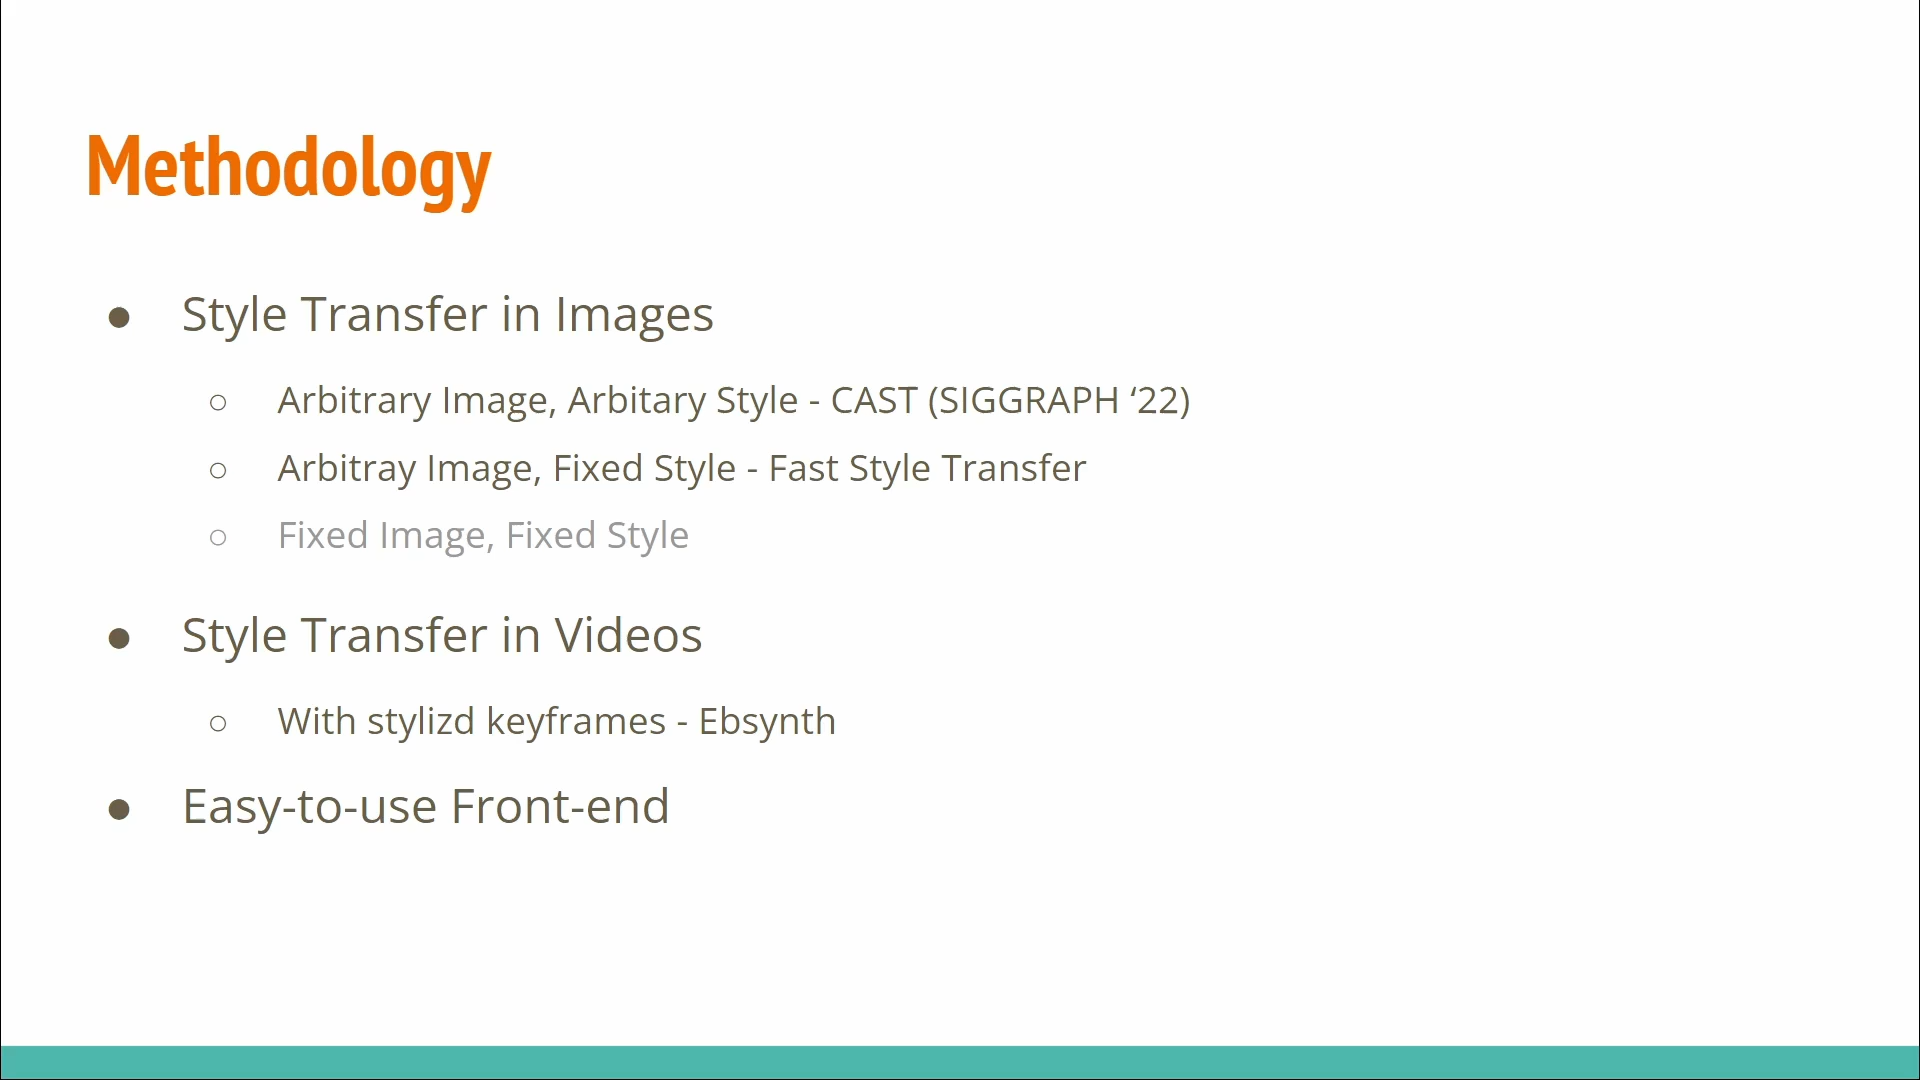 Methodology
● Style Transfer in Images
○ Arbitrary Image, Arbitary Style - CAST (SIGGRAPH ‘22)
○ Arbitray Image, Fixed Style - Fast Style Transfer
○ Fixed Image, Fixed Style
● Style Transfer in Videos
○ With stylizd keyframes - Ebsynth
● Easy-to-use Front-end